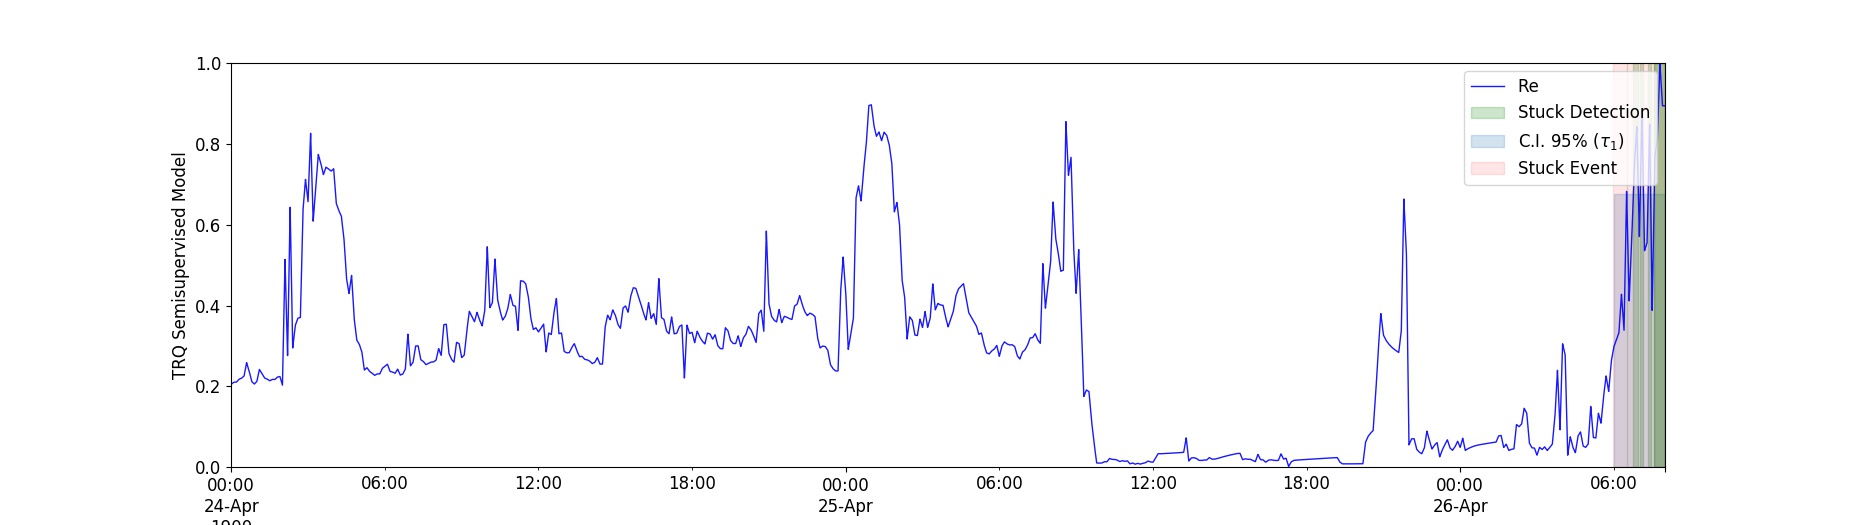 1.0
0.8
0.6
0.4
0.2
0.0
TRQ Semisupervised Model
Re
Stuck Detection
C.I. 95% (τ₁)
Stuck Event
00:00 06:00 12:00 18:00 00:00 06:00 12:00 18:00 00:00 06:00
24-Apr 25-Apr 26-Apr
1900